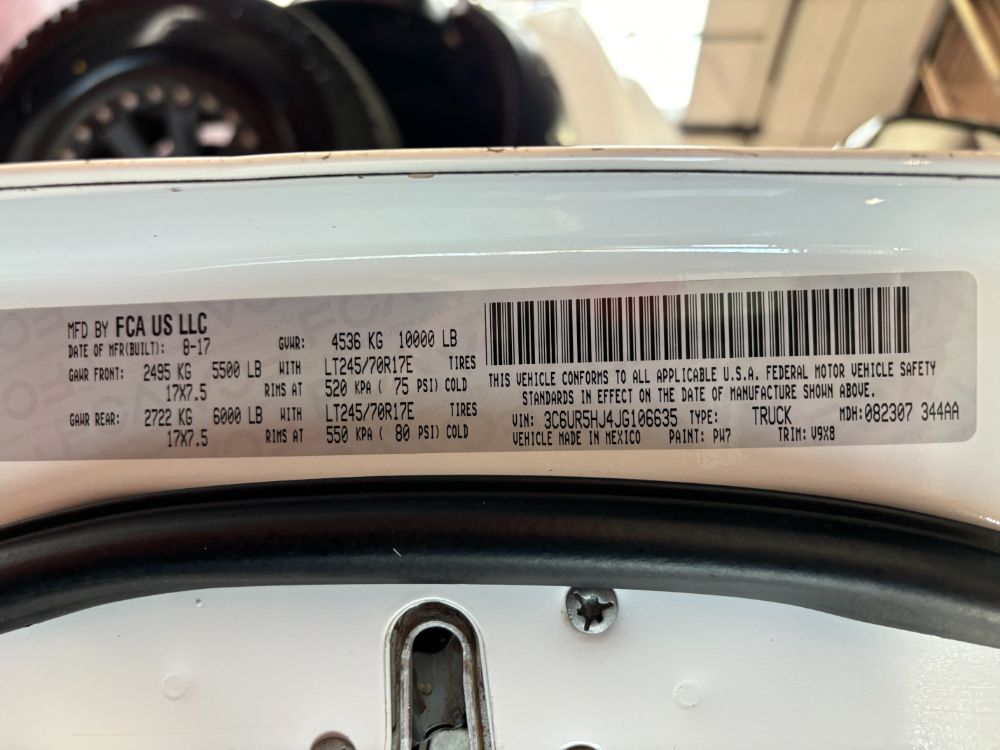 MFD BY FCA US LLC
DATE OF MFR(BUILT): 8-17 GVWR: 4536 KG 10000 LB
GAWR FRONT: 2495 KG 5500 LB WITH LT245/70R17E TIRES
17X7.5 RIMS AT 520 KPA ( 75 PSI) COLD
GAWR REAR: 2722 KG 6000 LB WITH LT245/70R17E TIRES
17X7.5 RIMS AT 550 KPA ( 80 PSI) COLD
THIS VEHICLE CONFORMS TO ALL APPLICABLE U.S.A. FEDERAL MOTOR VEHICLE SAFETY
STANDARDS IN EFFECT ON THE DATE OF MANUFACTURE SHOWN ABOVE.
VIN: 3C6UR5HJ4JG106635 TYPE: TRUCK MDH:082307 344AA
VEHICLE MADE IN MEXICO PAINT: PW7 TRIM: V9X8